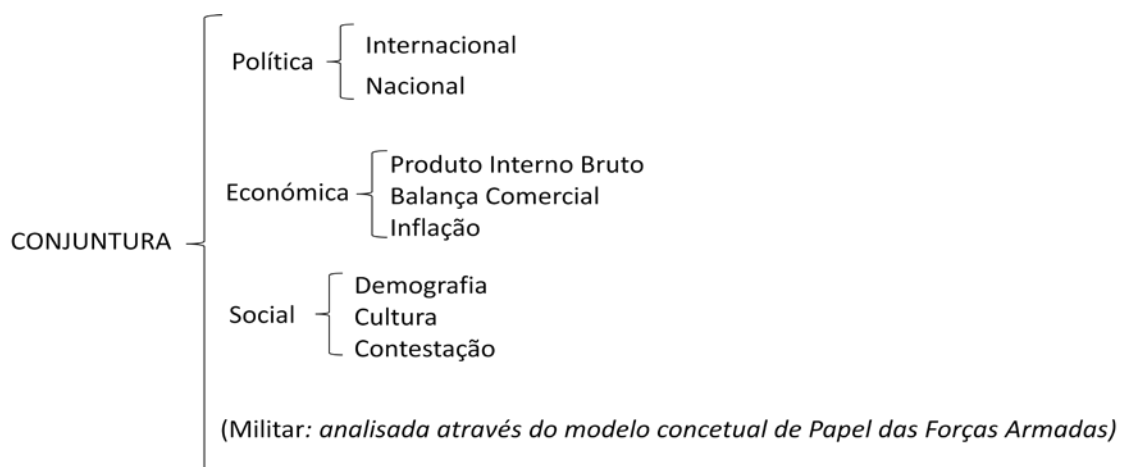 Política
Internacional
Nacional
Económica
Produto Interno Bruto
Balança Comercial
Inflação
CONJUNTURA
Social
Demografia
Cultura
Contestação
(Militar: analisada através do modelo concetual de Papel das Forças Armadas)